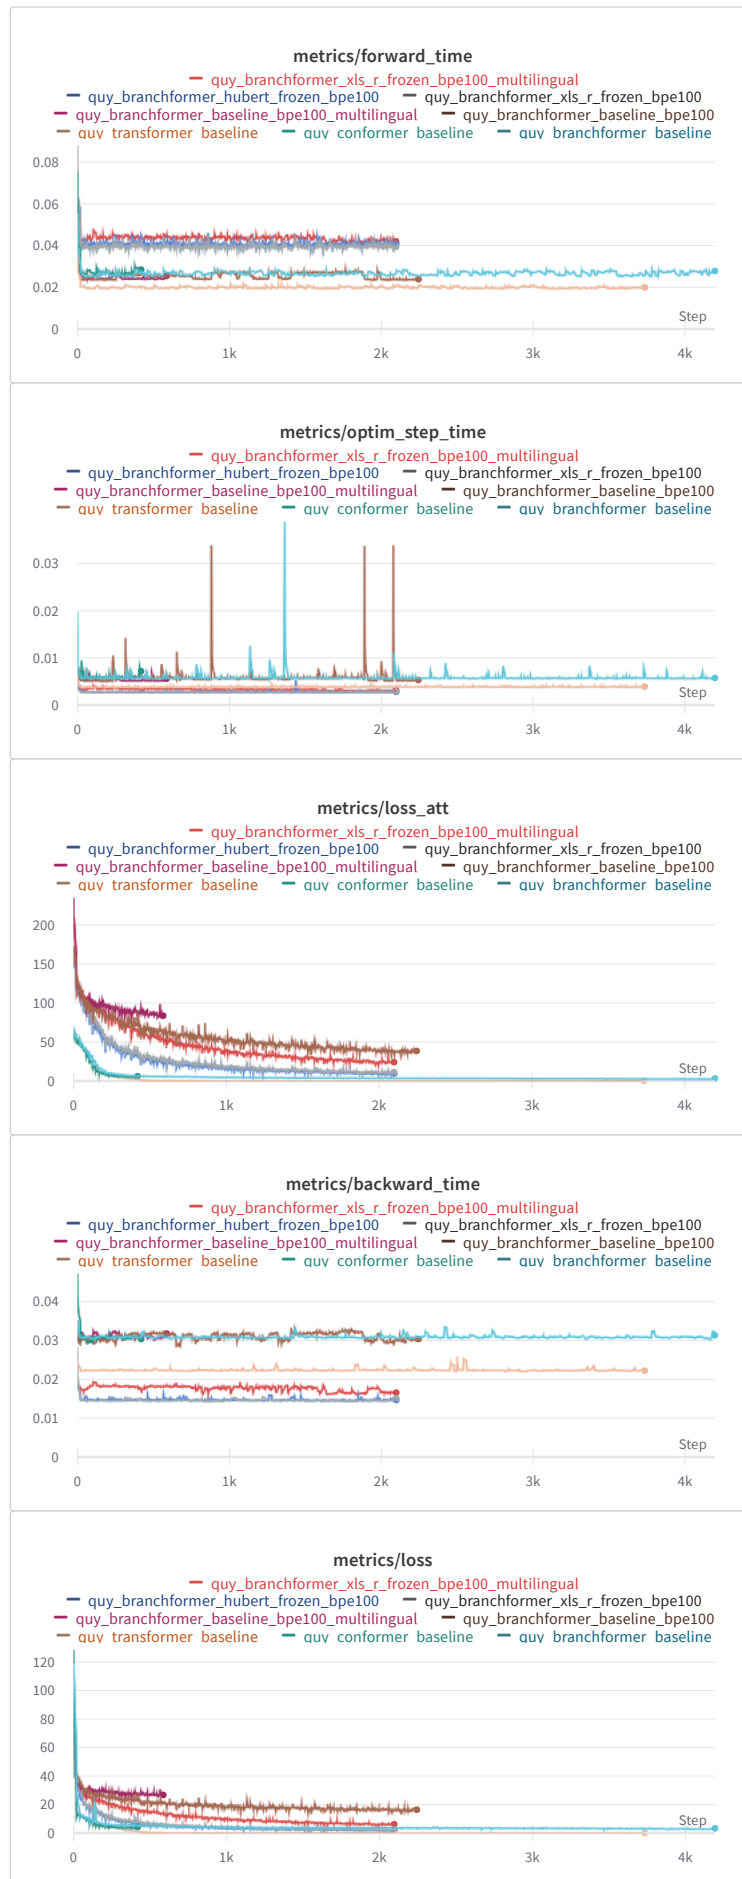 metrics/forward_time
quy_branchformer_xls_r_frozen_bpe100_multilingual
quy_branchformer_hubert_frozen_bpe100 quy_branchformer_xls_r_frozen_bpe100
quy_branchformer_baseline_bpe100_multilingual quy_branchformer_baseline_bpe100
quy_transformer_baseline quy_conformer_baseline quy_branchformer_baseline
0.08
0.06
0.04
0.02
0
Step
0 1k 2k 3k 4k
metrics/optim_step_time
quy_branchformer_xls_r_frozen_bpe100_multilingual
quy_branchformer_hubert_frozen_bpe100 quy_branchformer_xls_r_frozen_bpe100
quy_branchformer_baseline_bpe100_multilingual quy_branchformer_baseline_bpe100
quy_transformer_baseline quy_conformer_baseline quy_branchformer_baseline
0.03
0.02
0.01
0
Step
0 1k 2k 3k 4k
metrics/loss_att
quy_branchformer_xls_r_frozen_bpe100_multilingual
quy_branchformer_hubert_frozen_bpe100 quy_branchformer_xls_r_frozen_bpe100
quy_branchformer_baseline_bpe100_multilingual quy_branchformer_baseline_bpe100
quy_transformer_baseline quy_conformer_baseline quy_branchformer_baseline
200
150
100
50
0
Step
0 1k 2k 3k 4k
metrics/backward_time
quy_branchformer_xls_r_frozen_bpe100_multilingual
quy_branchformer_hubert_frozen_bpe100 quy_branchformer_xls_r_frozen_bpe100
quy_branchformer_baseline_bpe100_multilingual quy_branchformer_baseline_bpe100
quy_transformer_baseline quy_conformer_baseline quy_branchformer_baseline
0.04
0.03
0.02
0.01
0
Step
0 1k 2k 3k 4k
metrics/loss
quy_branchformer_xls_r_frozen_bpe100_multilingual
quy_branchformer_hubert_frozen_bpe100 quy_branchformer_xls_r_frozen_bpe100
quy_branchformer_baseline_bpe100_multilingual quy_branchformer_baseline_bpe100
quy_transformer_baseline quy_conformer_baseline quy_branchformer_baseline
120
100
80
60
40
20
0
Step
0 1k 2k 3k 4k